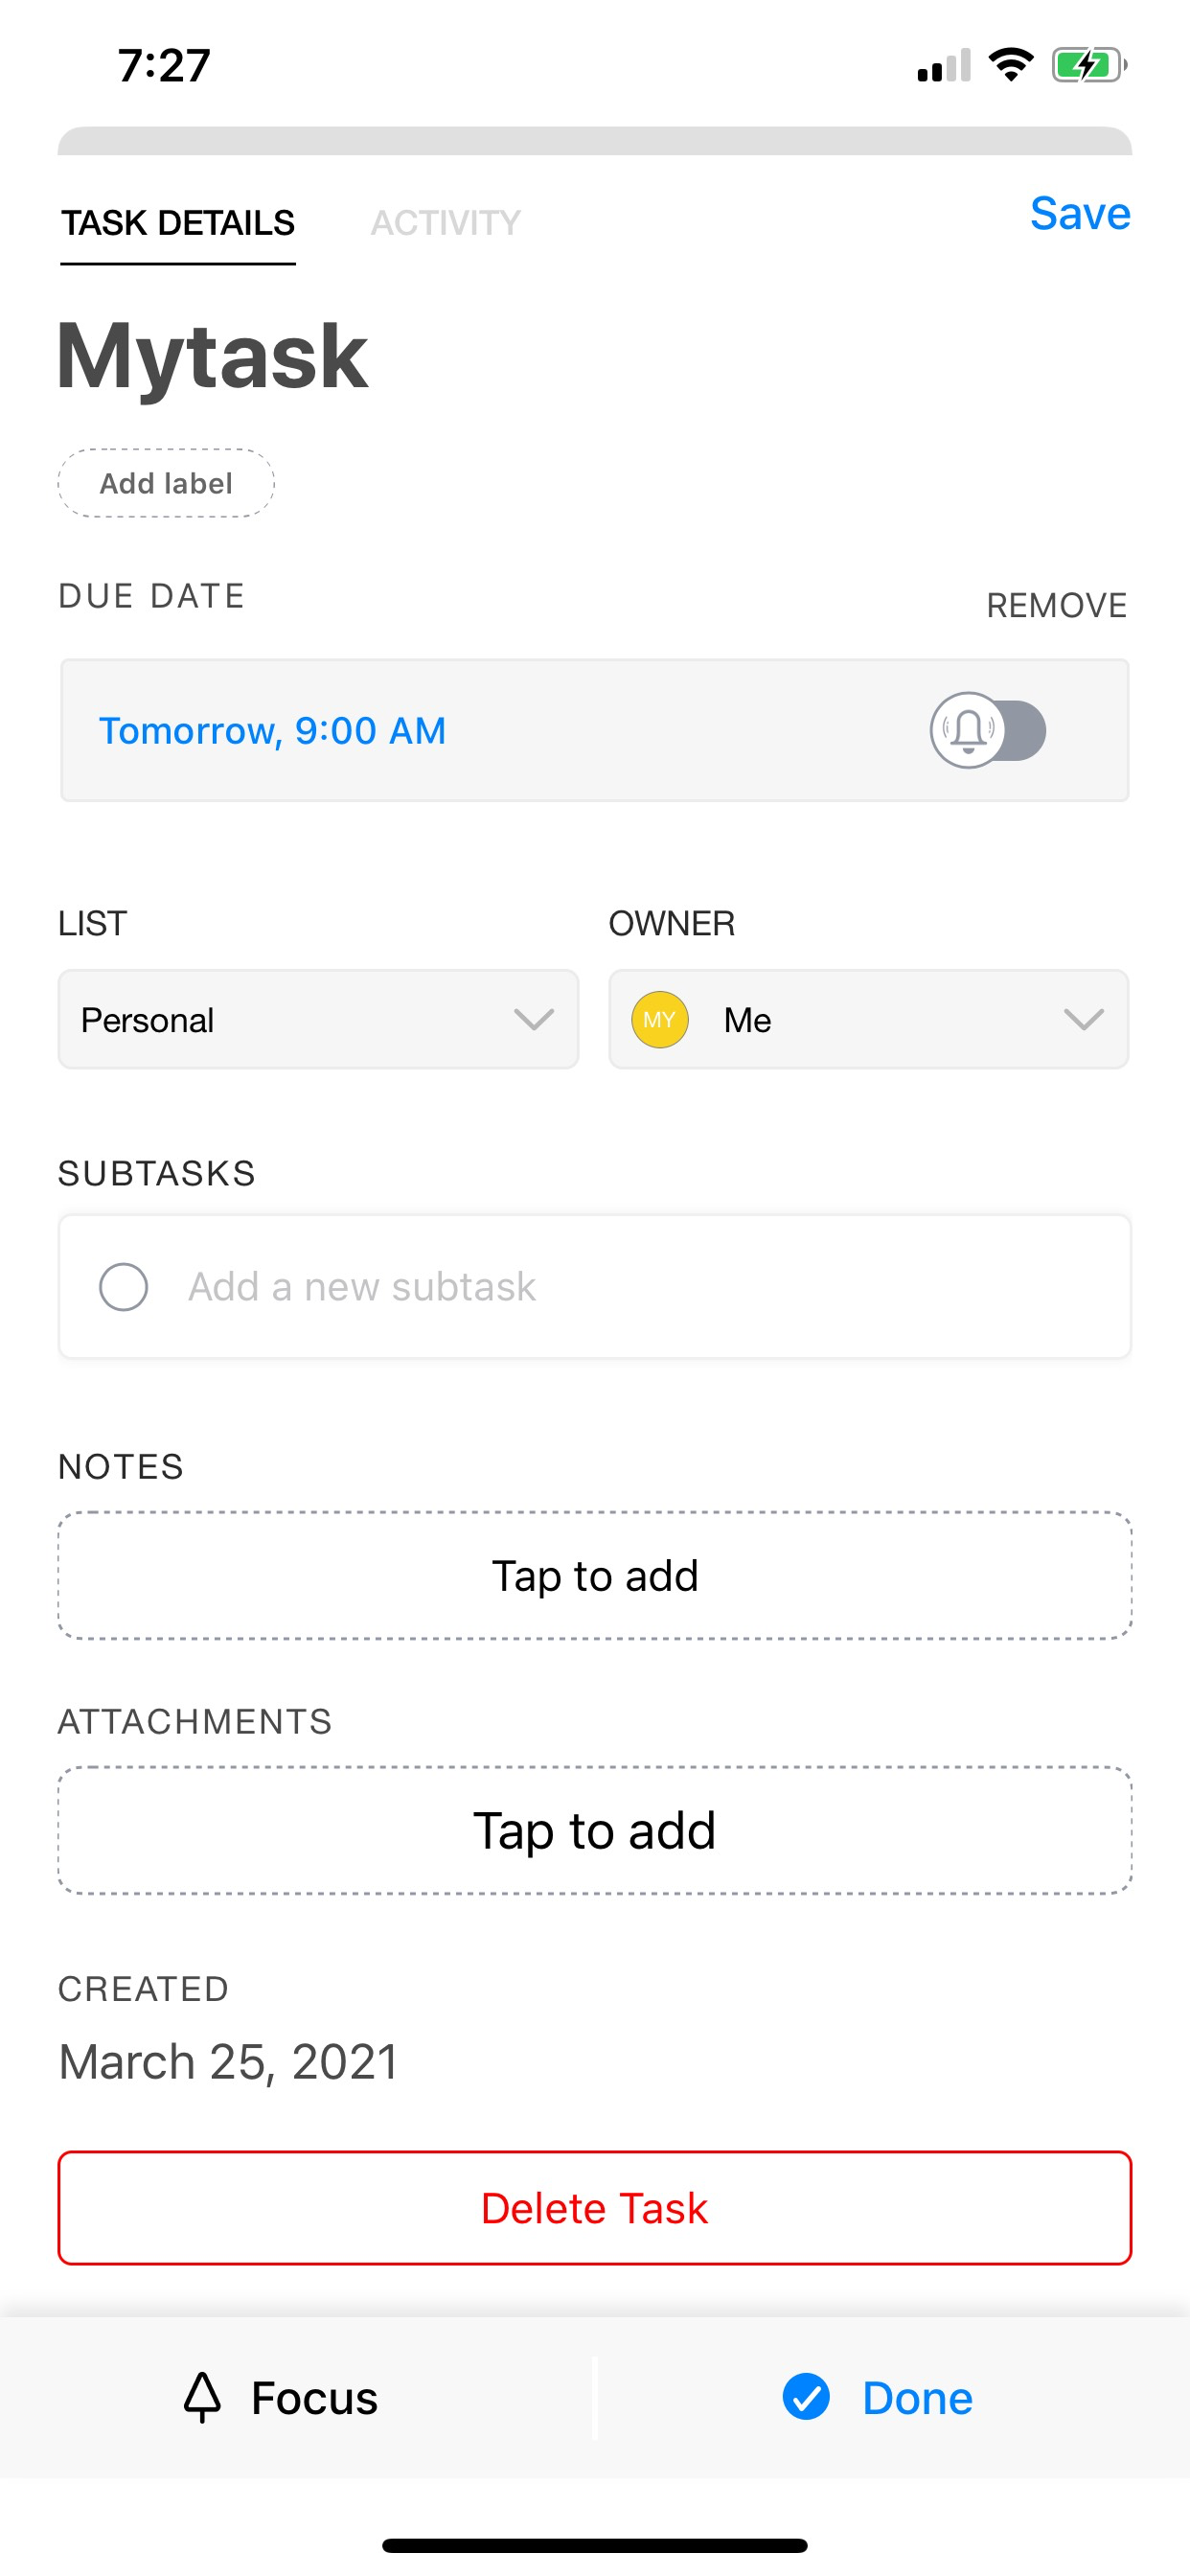 7:27
TASK DETAILS ACTIVITY Save
Mytask
Add label
DUE DATE REMOVE
Tomorrow, 9:00 AM
LIST OWNER
Personal MY Me
SUBTASKS
Add a new subtask
NOTES
Tap to add
ATTACHMENTS
Tap to add
CREATED
March 25, 2021
Delete Task
Focus Done